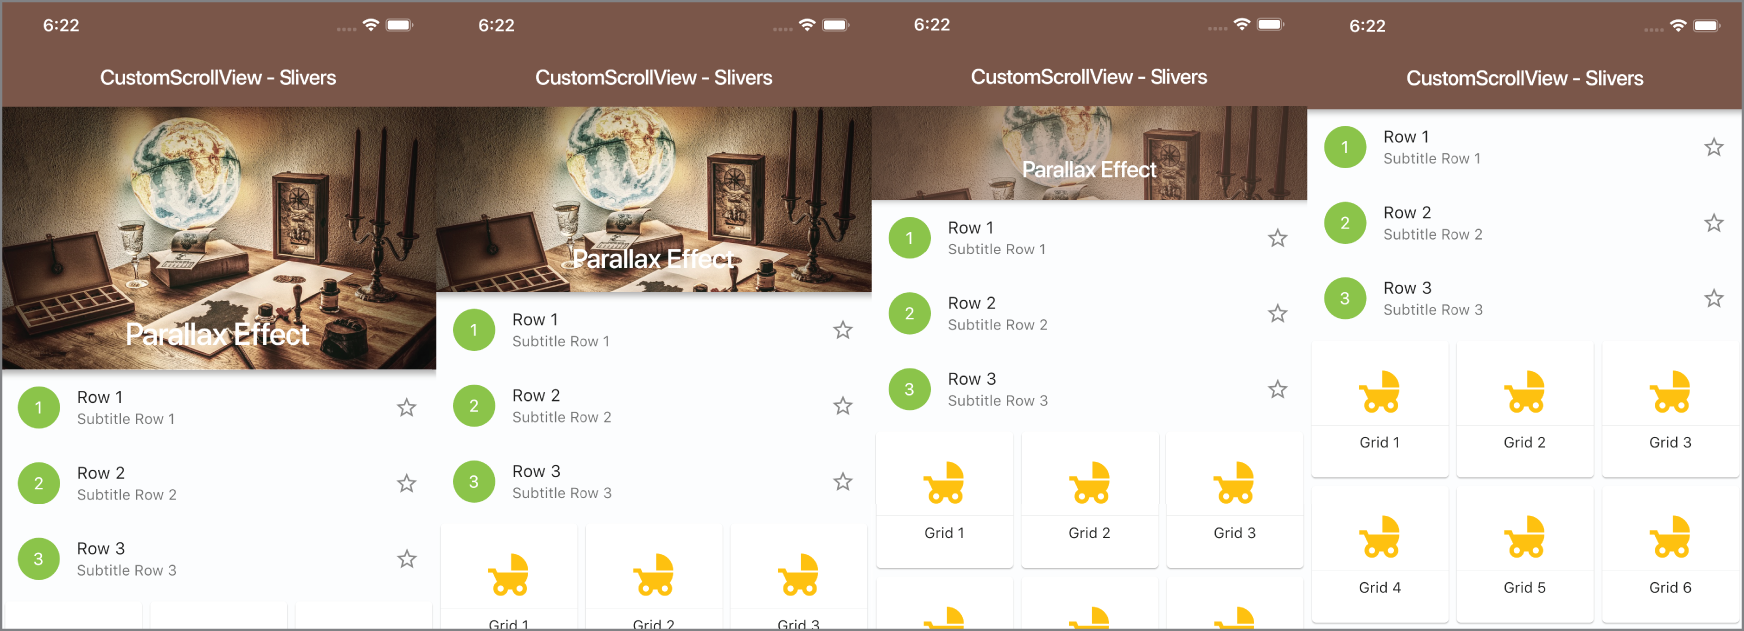 6:22
CustomScrollView - Slivers
Parallax Effect
1
Row 1
Subtitle Row 1
2
Row 2
Subtitle Row 2
3
Row 3
Subtitle Row 3
6:22
CustomScrollView - Slivers
Parallax Effect
1
Row 1
Subtitle Row 1
2
Row 2
Subtitle Row 2
3
Row 3
Subtitle Row 3
Grid 1 Grid 2 Grid 3
6:22
CustomScrollView - Slivers
Parallax Effect
1
Row 1
Subtitle Row 1
2
Row 2
Subtitle Row 2
3
Row 3
Subtitle Row 3
Grid 1 Grid 2 Grid 3
6:22
CustomScrollView - Slivers
1
Row 1
Subtitle Row 1
2
Row 2
Subtitle Row 2
3
Row 3
Subtitle Row 3
Grid 1 Grid 2 Grid 3
Grid 4 Grid 5 Grid 6